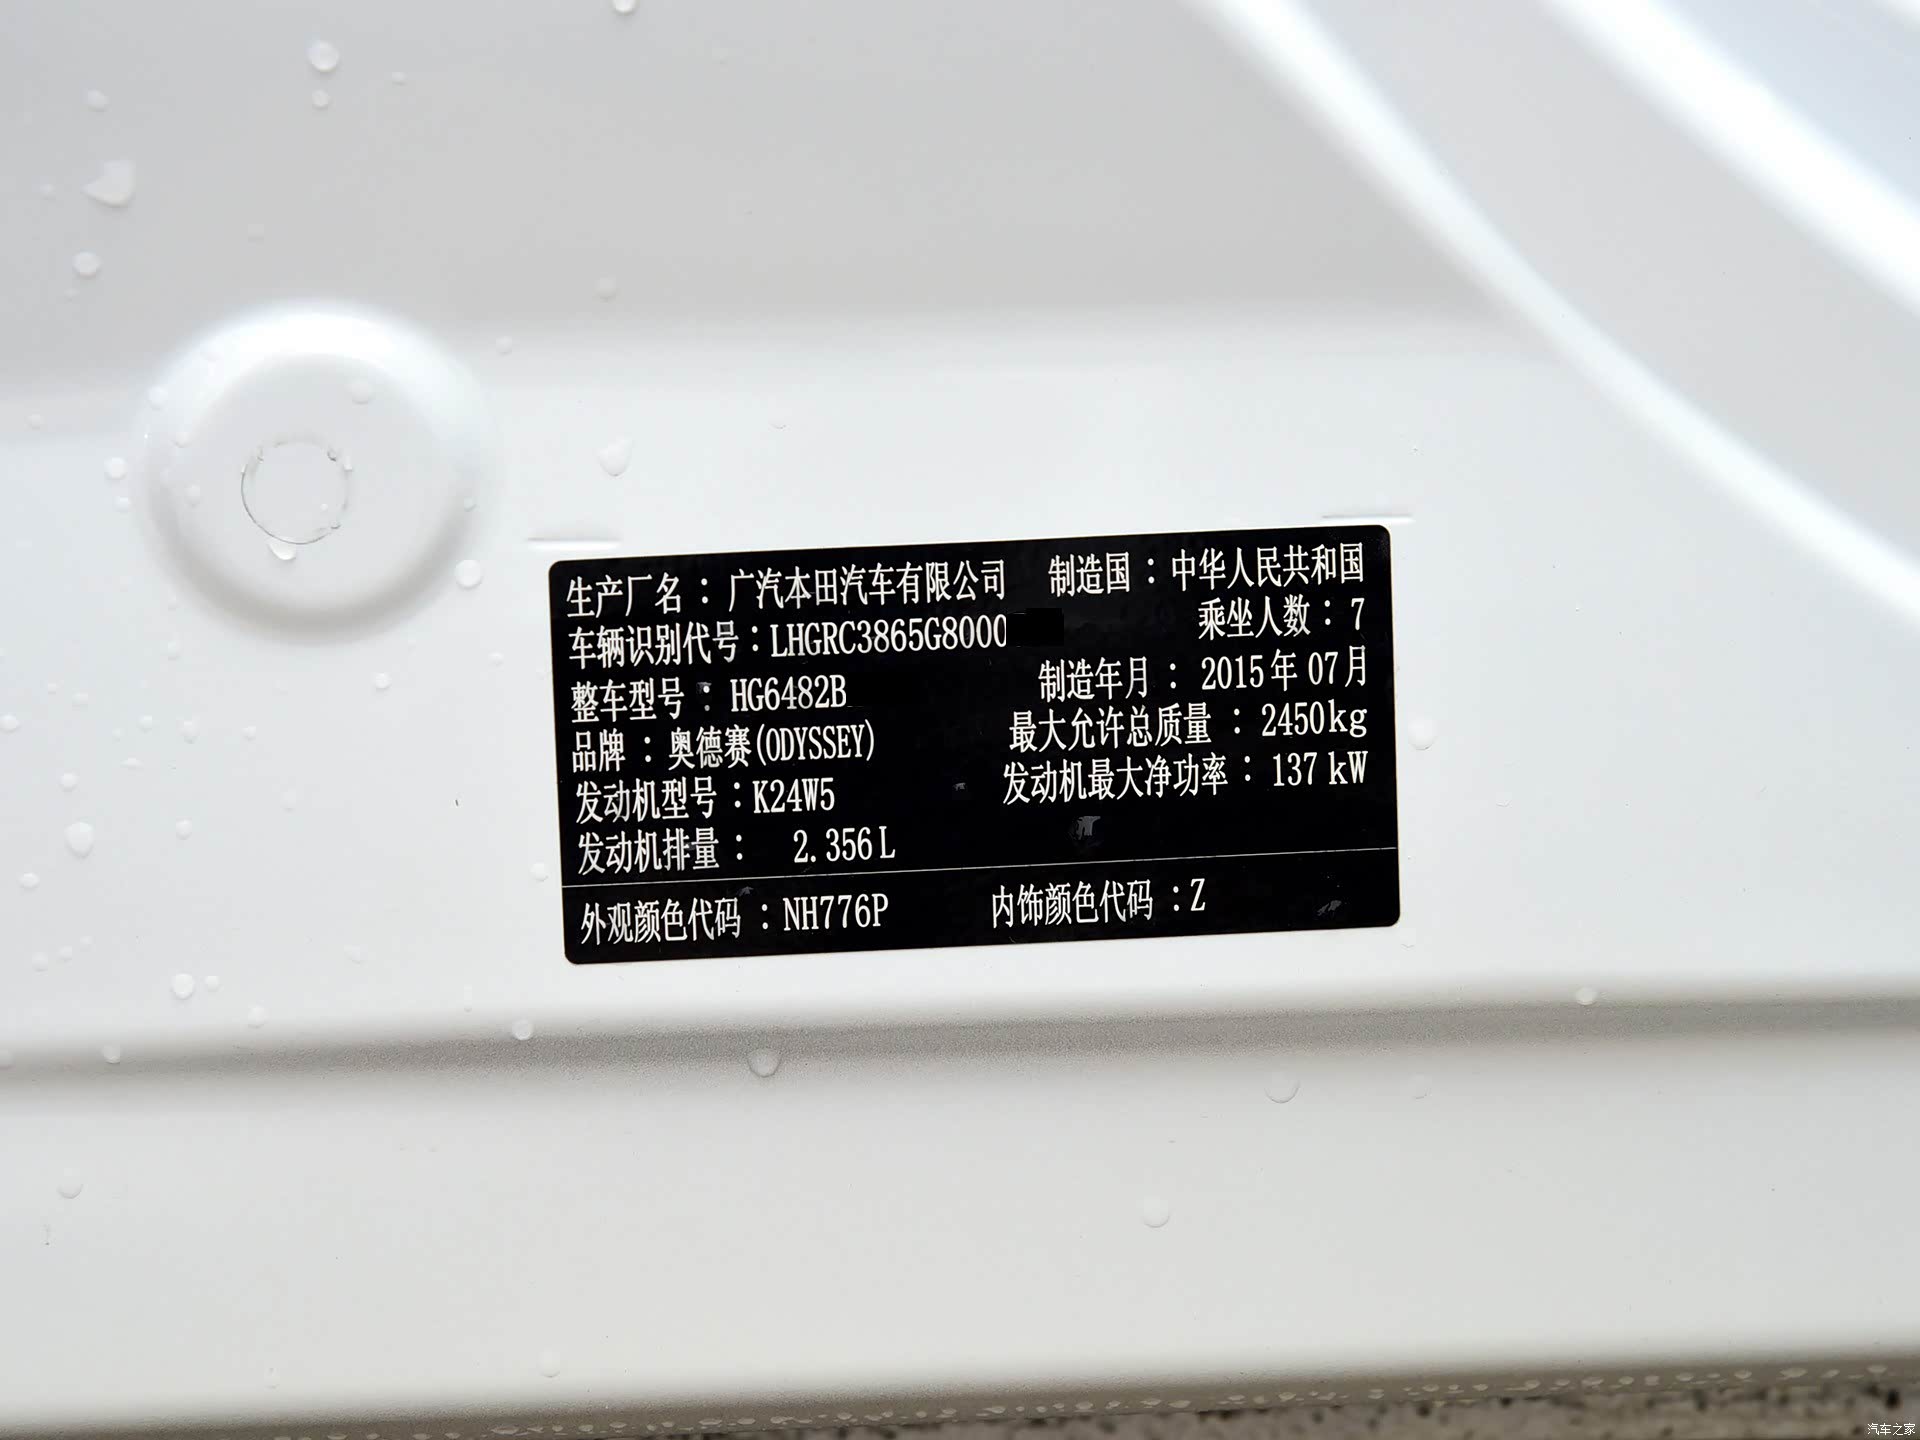 生产厂名：广汽本田汽车有限公司 制造国：中华人民共和国
车辆识别代号：LHGRC3865G8000 乘坐人数：7
整车型号：HG6482B 制造年月：2015年07月
品牌：奥德赛(ODYSSEY) 最大允许总质量：2450kg
发动机型号：K24W5 发动机最大净功率：137kW
发动机排量：2.356L
外观颜色代码：NH776P 内饰颜色代码：Z
汽车之家